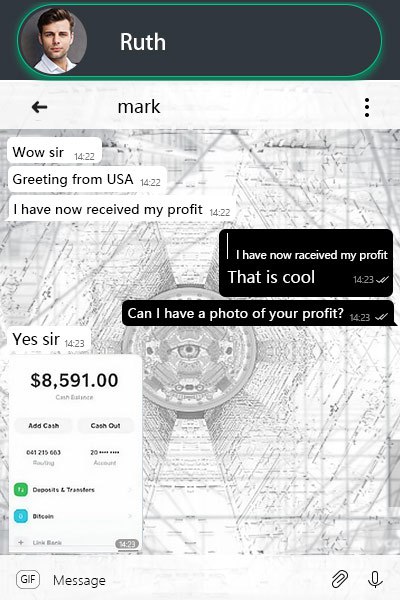 Ruth
mark
Wow sir 14:22
Greeting from USA 14:22
I have now received my profit 14:22
I have now raceived my profit
That is cool 14:23
Can I have a photo of your profit? 14:23
Yes sir 14:23
$8,591.00
Cash Balance
Add Cash Cash Out
041 215 663 20 •••• ••••
Routing Account
Deposits & Transfers
Bitcoin
Link Bank 14:23
GIF Message